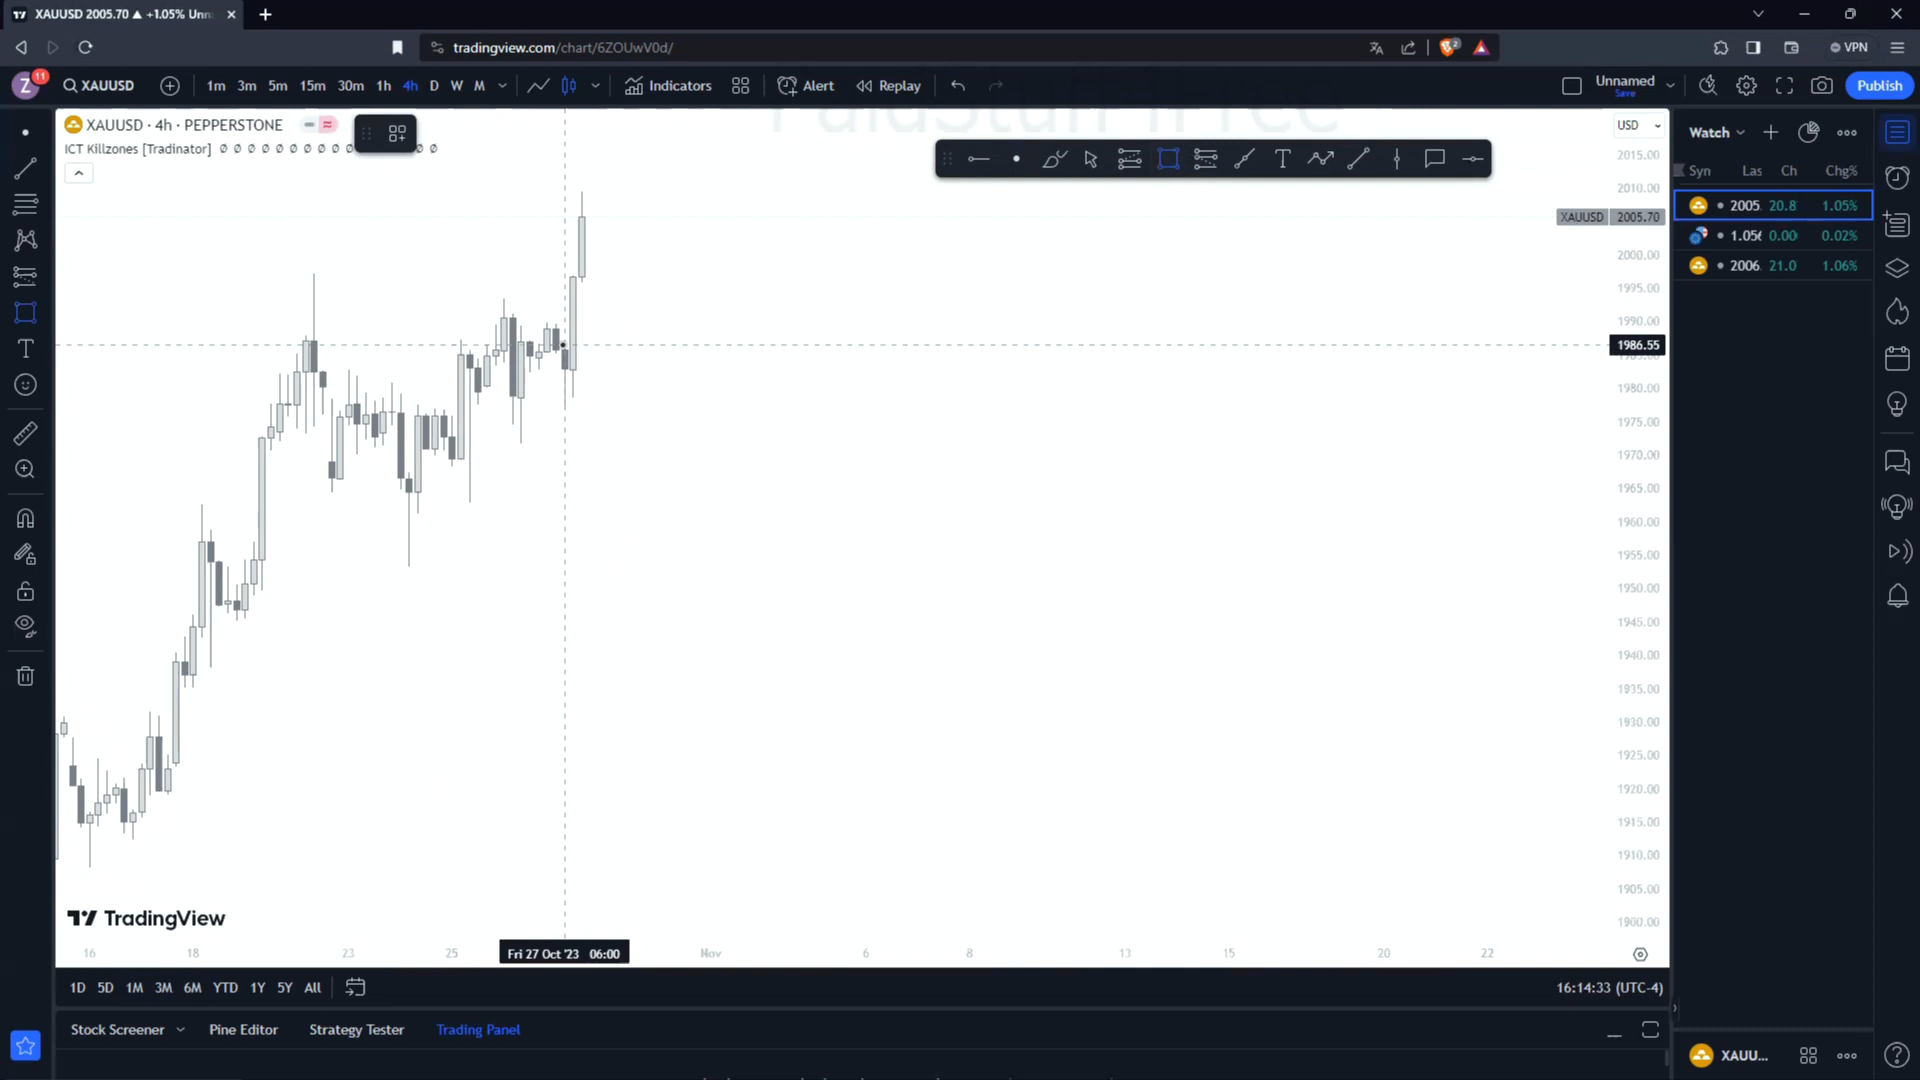 XAUUSD 2005.70 ▲ +1.05% Unn
tradingview.com/chart/6ZOUwV0d/
2
VPN
Z
11
XAUUSD
1m 3m 5m 15m 30m 1h 4h D W M
Indicators
Alert
Replay
Unnamed
Save
Publish
PaidStuff4Free
XAUUSD · 4h · PEPPERSTONE
ICT Killzones [Tradinator] ∅ ∅ ∅ ∅ ∅ ∅ ∅ ∅ ∅ ∅ ∅ ∅
USD
2015.00
2010.00
XAUUSD 2005.70
2000.00
1995.00
1990.00
1986.55
1980.00
1975.00
1970.00
1965.00
1960.00
1955.00
1950.00
1945.00
1940.00
1935.00
1930.00
1925.00
1920.00
1915.00
1910.00
1905.00
1900.00
TradingView
16 18 23 25 Fri 27 Oct '23 06:00 Nov 6 8 13 15 20 22
1D 5D 1M 3M 6M YTD 1Y 5Y All
16:14:33 (UTC-4)
Stock Screener
Pine Editor
Strategy Tester
Trading Panel
Watch
Syn Las Ch Chg%
2005. 20.8 1.05%
1.05 0.00 0.02%
2006. 21.0 1.06%
XAUU...